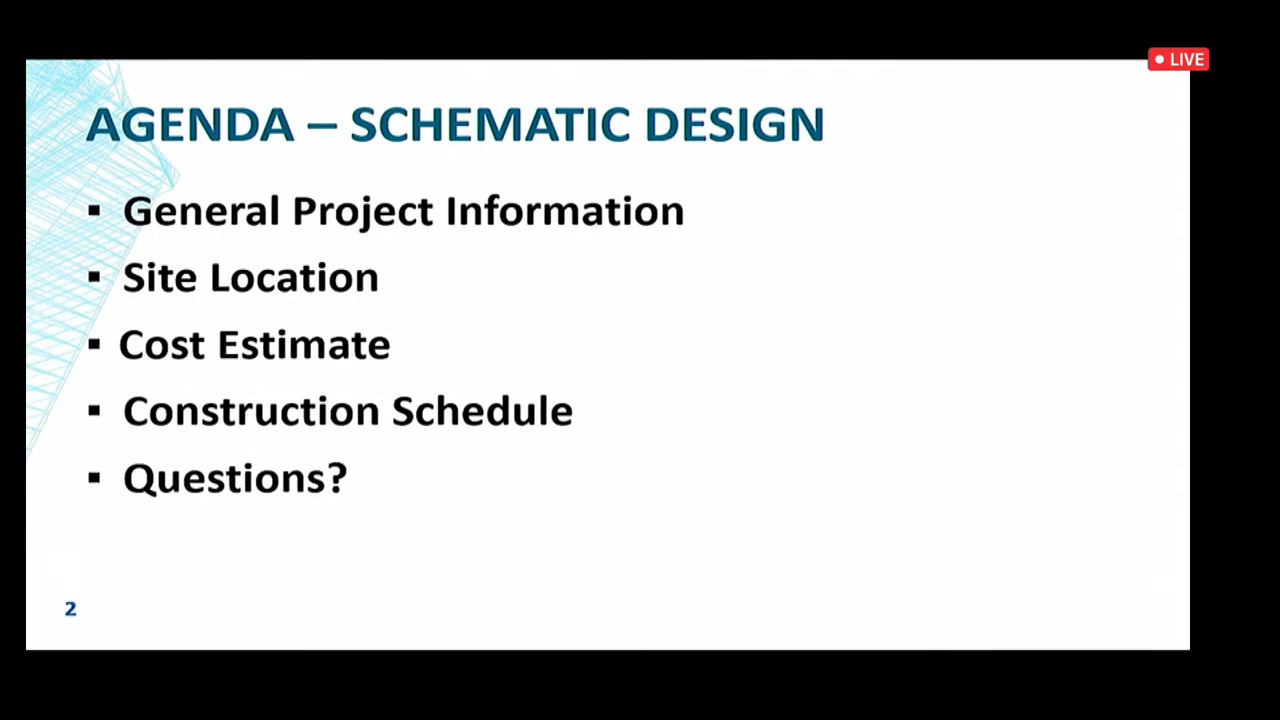 LIVE
AGENDA – SCHEMATIC DESIGN
▪ General Project Information
▪ Site Location
▪ Cost Estimate
▪ Construction Schedule
▪ Questions?
2